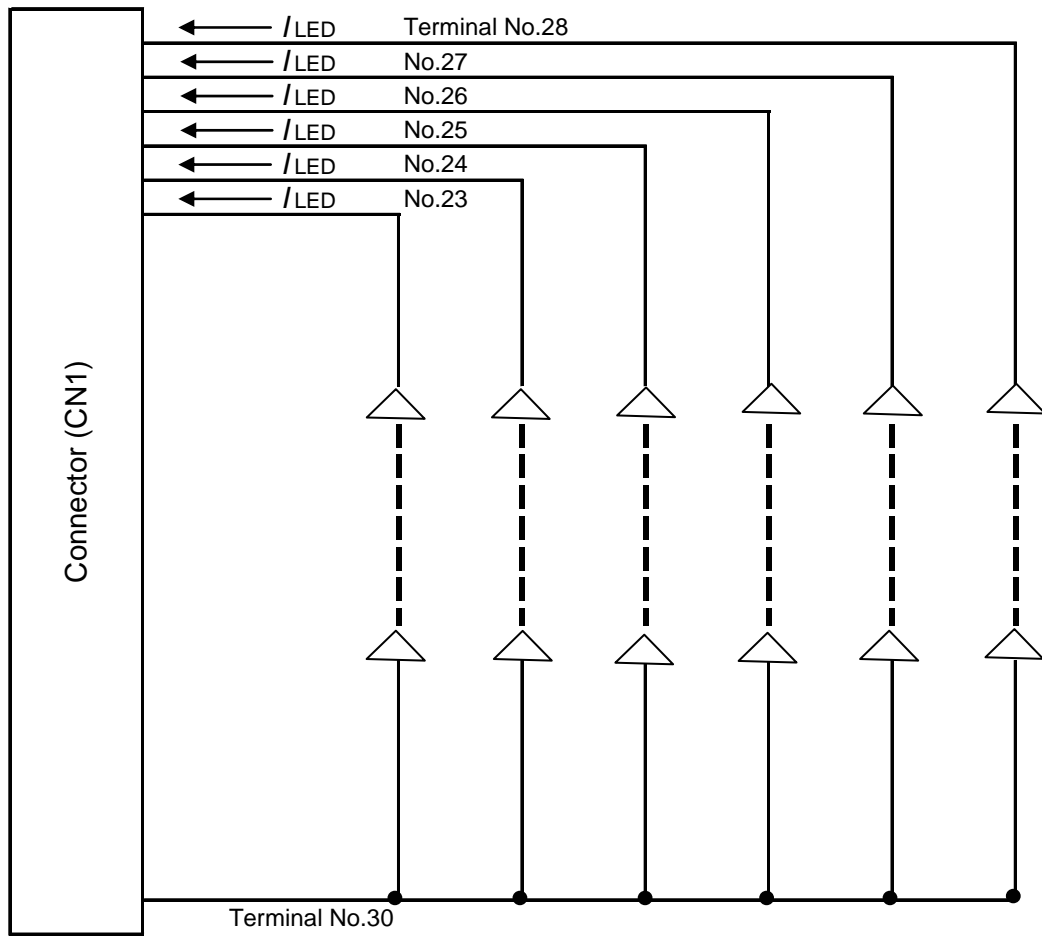 I LED Terminal No.28
I LED No.27
I LED No.26
I LED No.25
I LED No.24
I LED No.23
Connector (CN1)
Terminal No.30